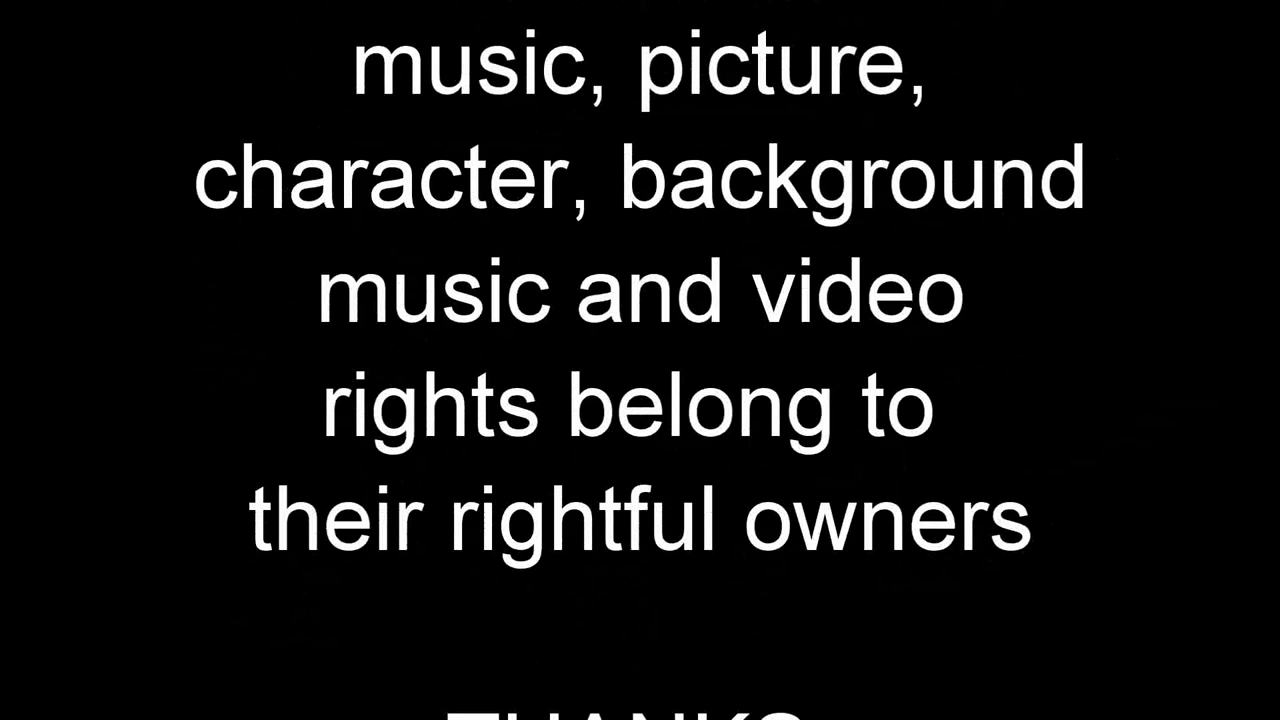 music, picture,
character, background
music and video
rights belong to
their rightful owners
THANKS